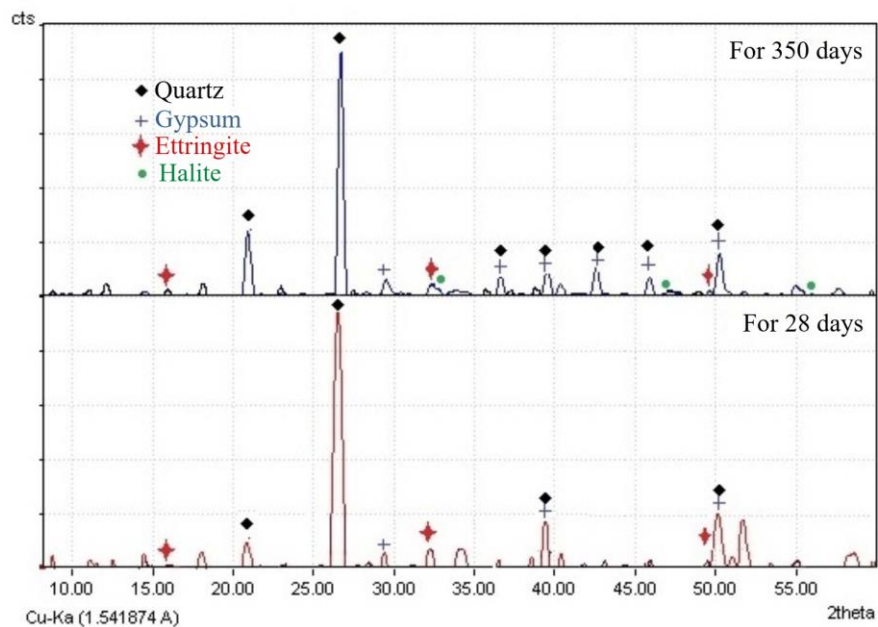 cts
For 350 days
Quartz
Gypsum
Ettringite
Halite
For 28 days
10.00 15.00 20.00 25.00 30.00 35.00 40.00 45.00 50.00 55.00
Cu-Ka (1.541874 A) 2theta